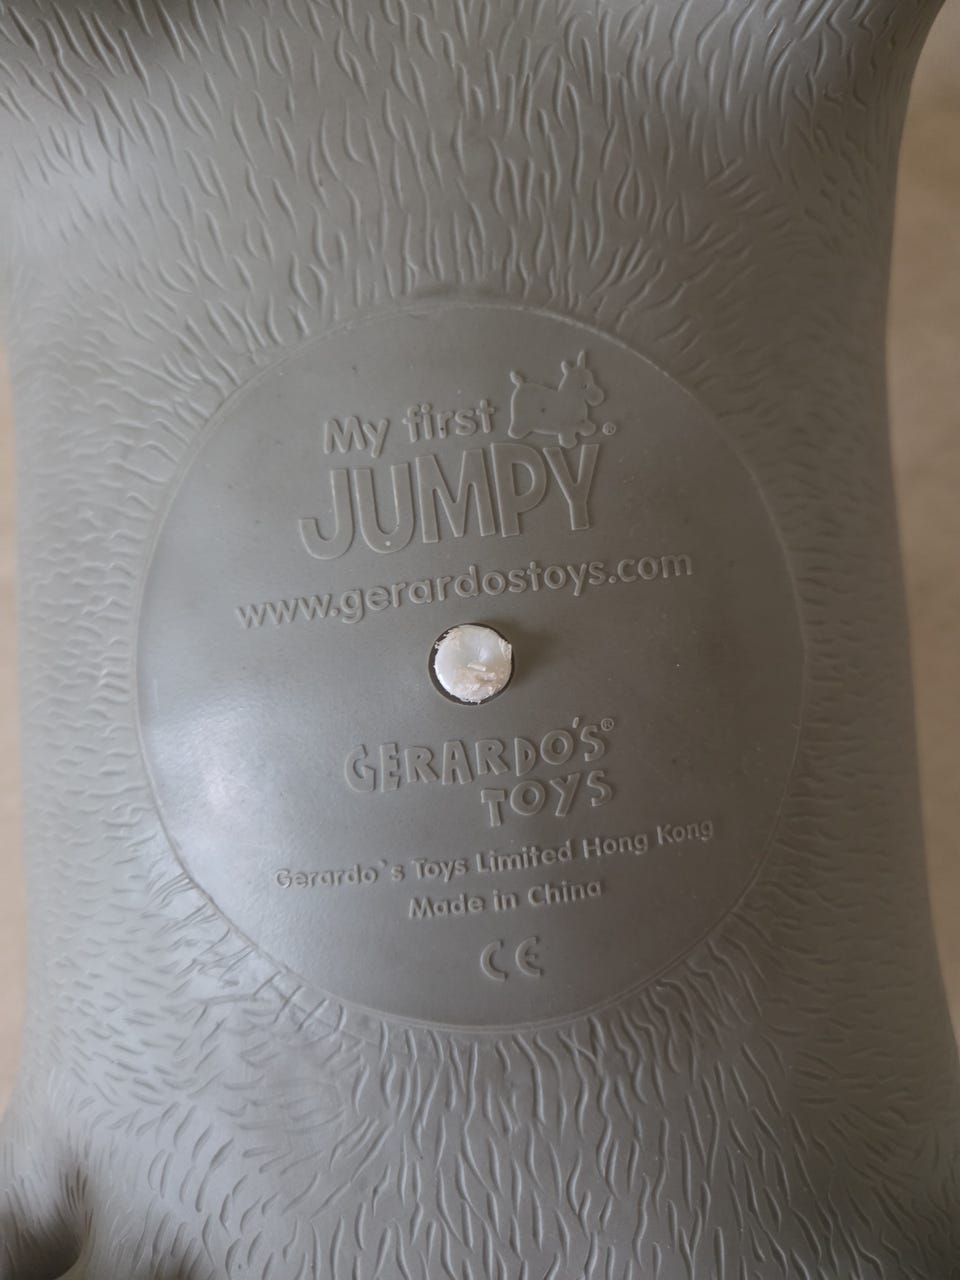 My first
JUMPY®
www.gerardostoys.com
GERARDO'S®
TOYS
Gerardo`s Toys Limited Hong Kong
Made in China
CE